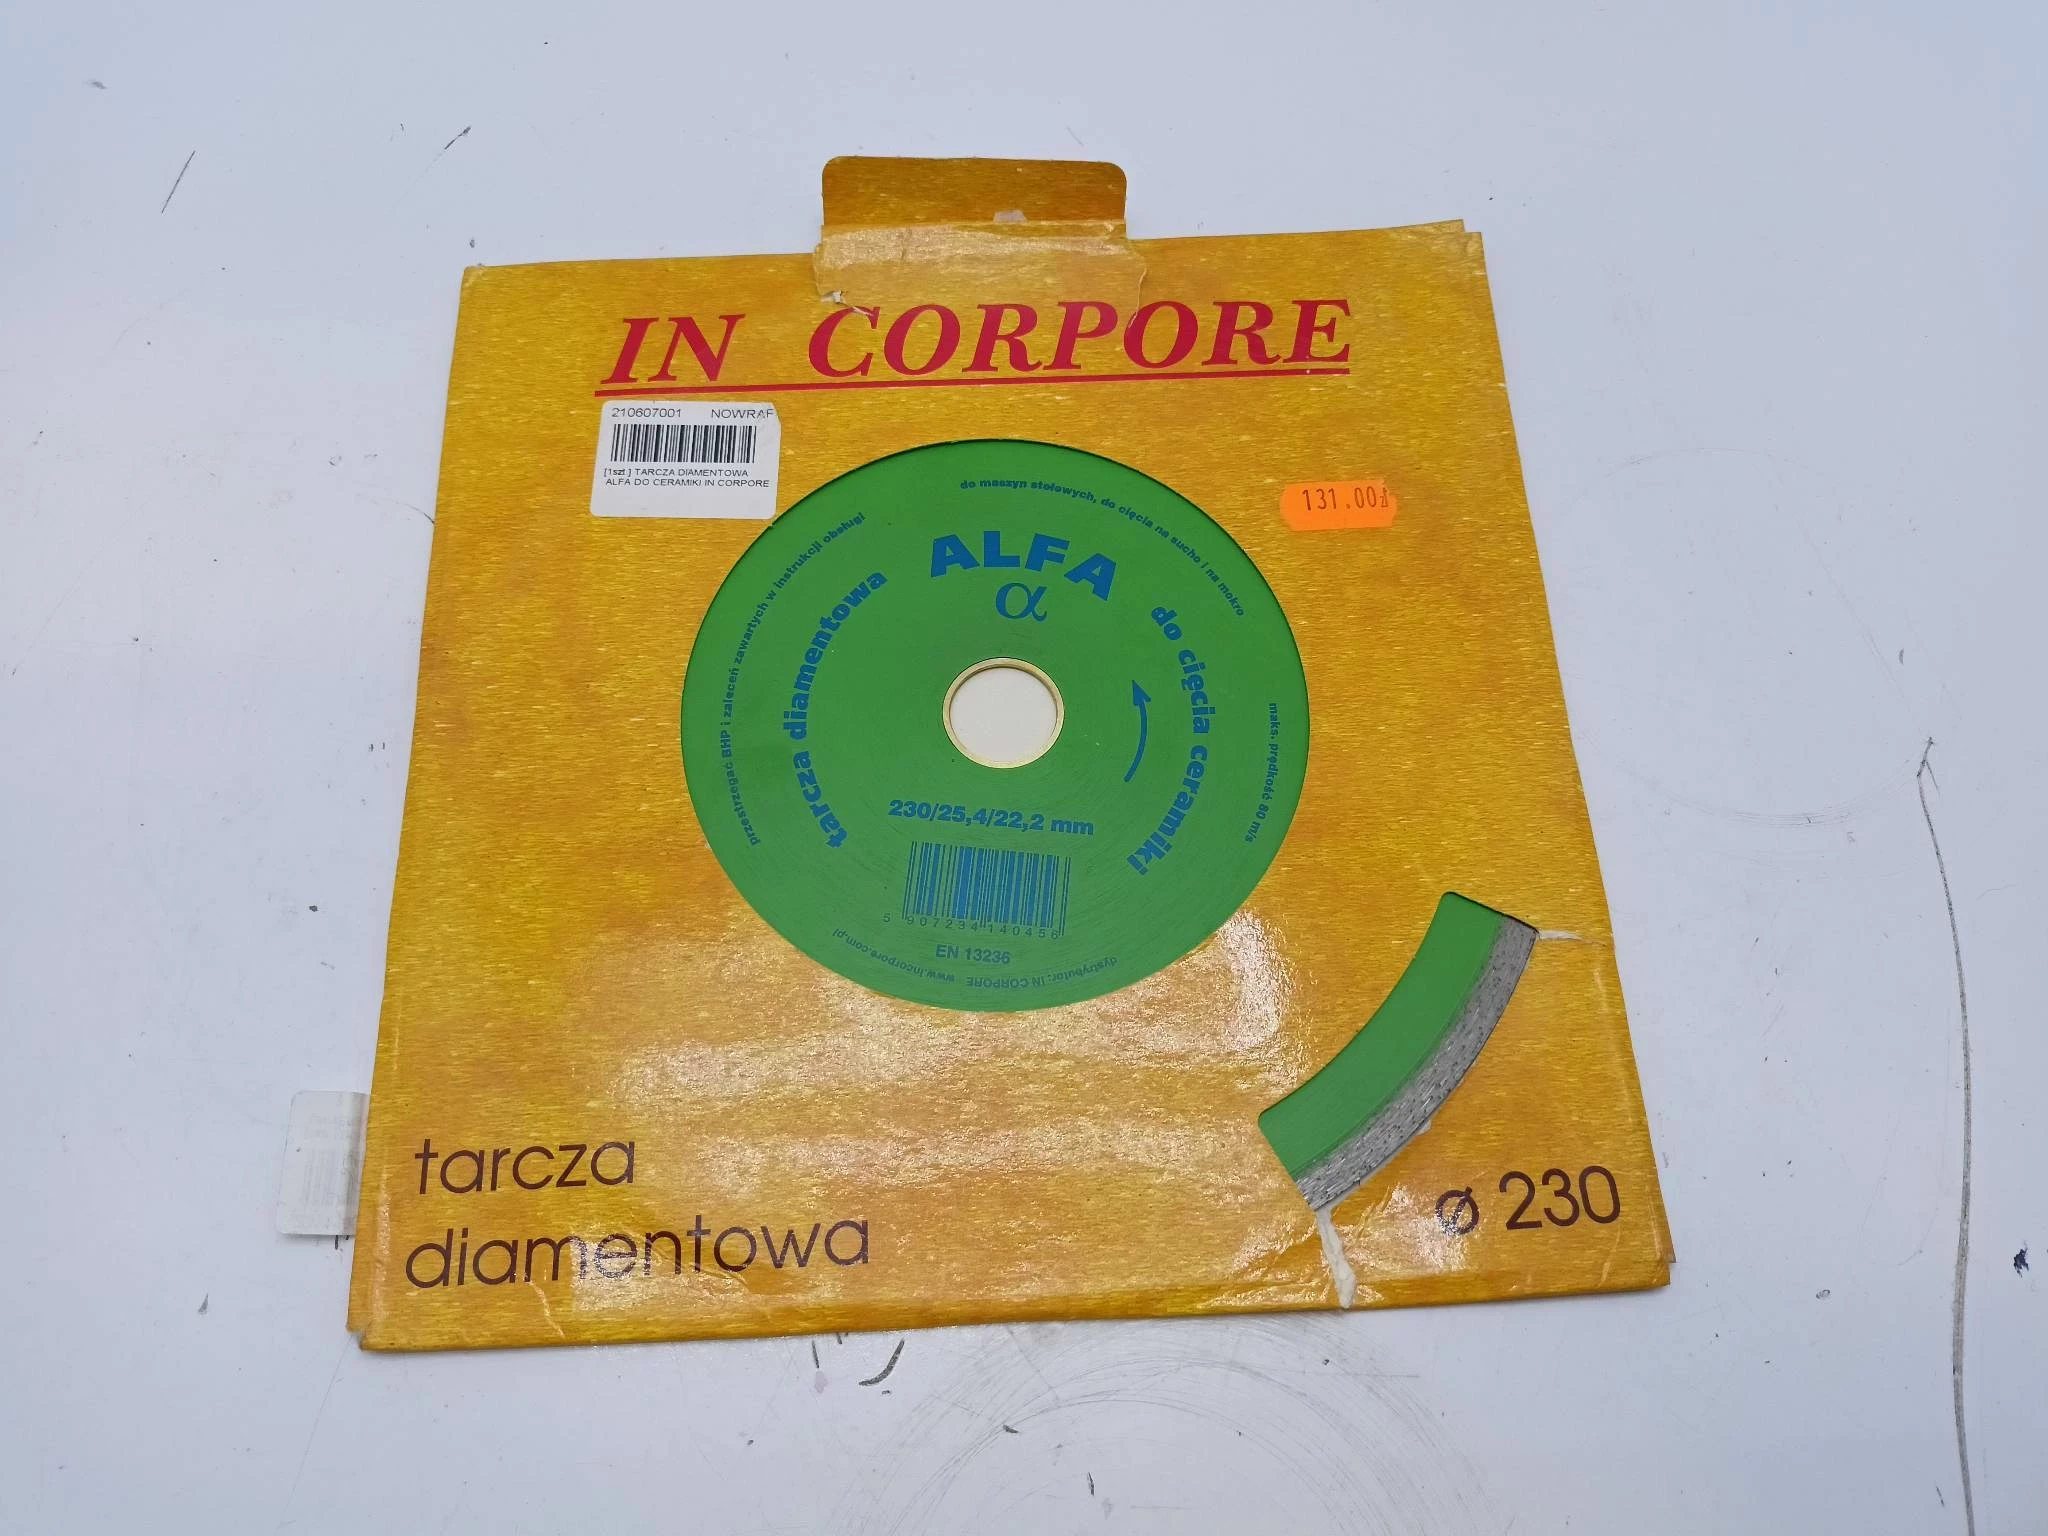 IN CORPORE
210607001 NOWRAF
[1szt.] TARCZA DIAMENTOWA
ALFA DO CERAMIKI IN CORPORE
131.00zł
do maszyn stołowych, do cięcia na sucho i na mokro
przestrzegać BHP i zaleceń zawartych w instrukcji obsługi
ALFA
α
tarcza diamentowa
do cięcia ceramiki
maks. prędkość 80 m/s
230/25,4/22,2 mm
5 907234 140456
EN 13236
dystrybutor: IN CORPORE www.incorpore.com.pl
tarcza
diamentowa
ø 230